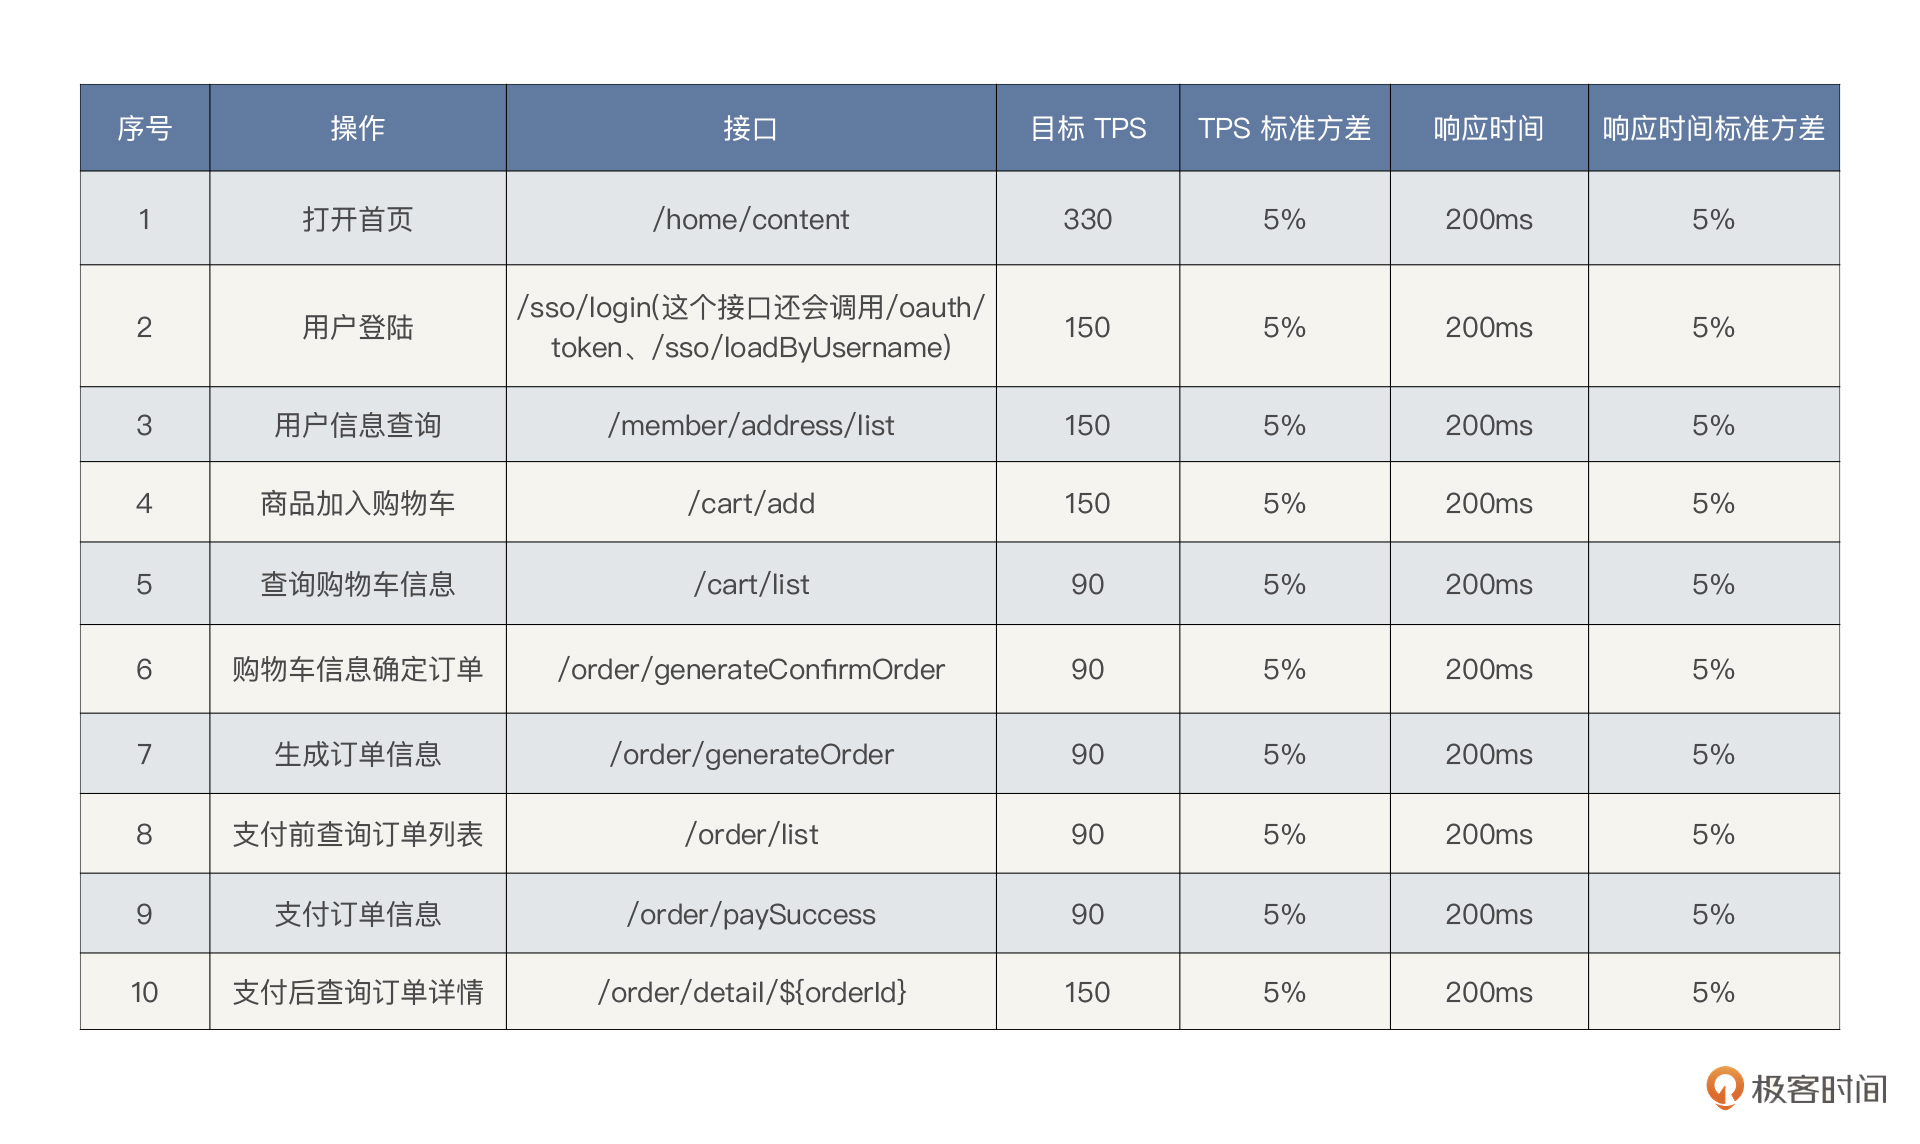 序号 操作 接口 目标 TPS TPS 标准方差 响应时间 响应时间标准方差
1 打开首页 /home/content 330 5% 200ms 5%
2 用户登陆 /sso/login(这个接口还会调用/oauth/
token、/sso/loadByUsername) 150 5% 200ms 5%
3 用户信息查询 /member/address/list 150 5% 200ms 5%
4 商品加入购物车 /cart/add 150 5% 200ms 5%
5 查询购物车信息 /cart/list 90 5% 200ms 5%
6 购物车信息确定订单 /order/generateConfirmOrder 90 5% 200ms 5%
7 生成订单信息 /order/generateOrder 90 5% 200ms 5%
8 支付前查询订单列表 /order/list 90 5% 200ms 5%
9 支付订单信息 /order/paySuccess 90 5% 200ms 5%
10 支付后查询订单详情 /order/detail/${orderId} 150 5% 200ms 5%
极客时间